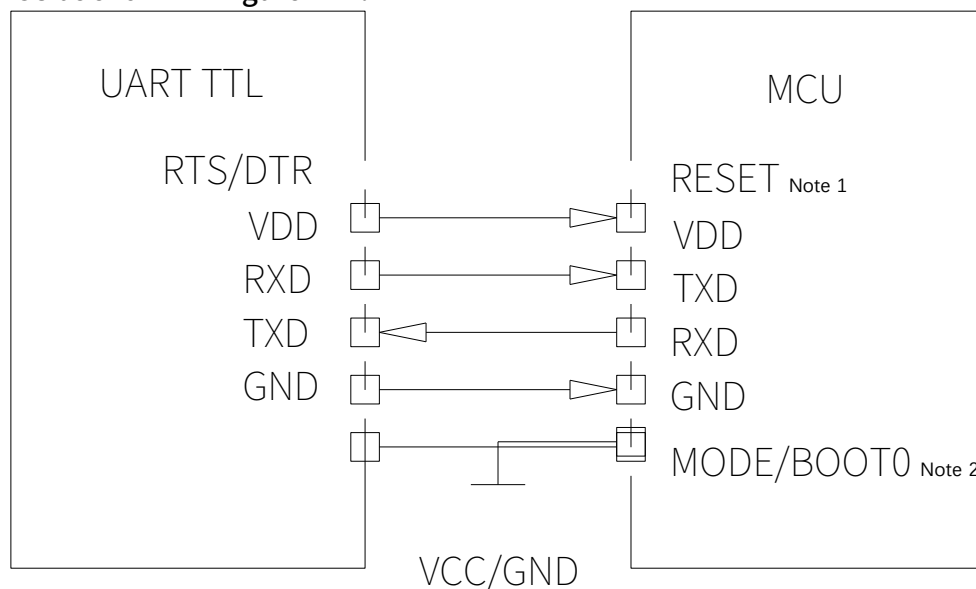 UART TTL
MCU
RTS/DTR
RESET Note 1
VDD
VDD
RXD
TXD
TXD
RXD
GND
GND
MODE/BOOT0 Note 2
VCC/GND